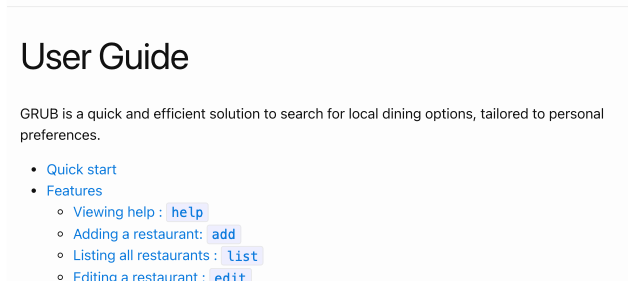 User Guide
GRUB is a quick and efficient solution to search for local dining options, tailored to personal
preferences.
Quick start
Features
Viewing help : help
Adding a restaurant: add
Listing all restaurants : list
Editing a restaurant : edit